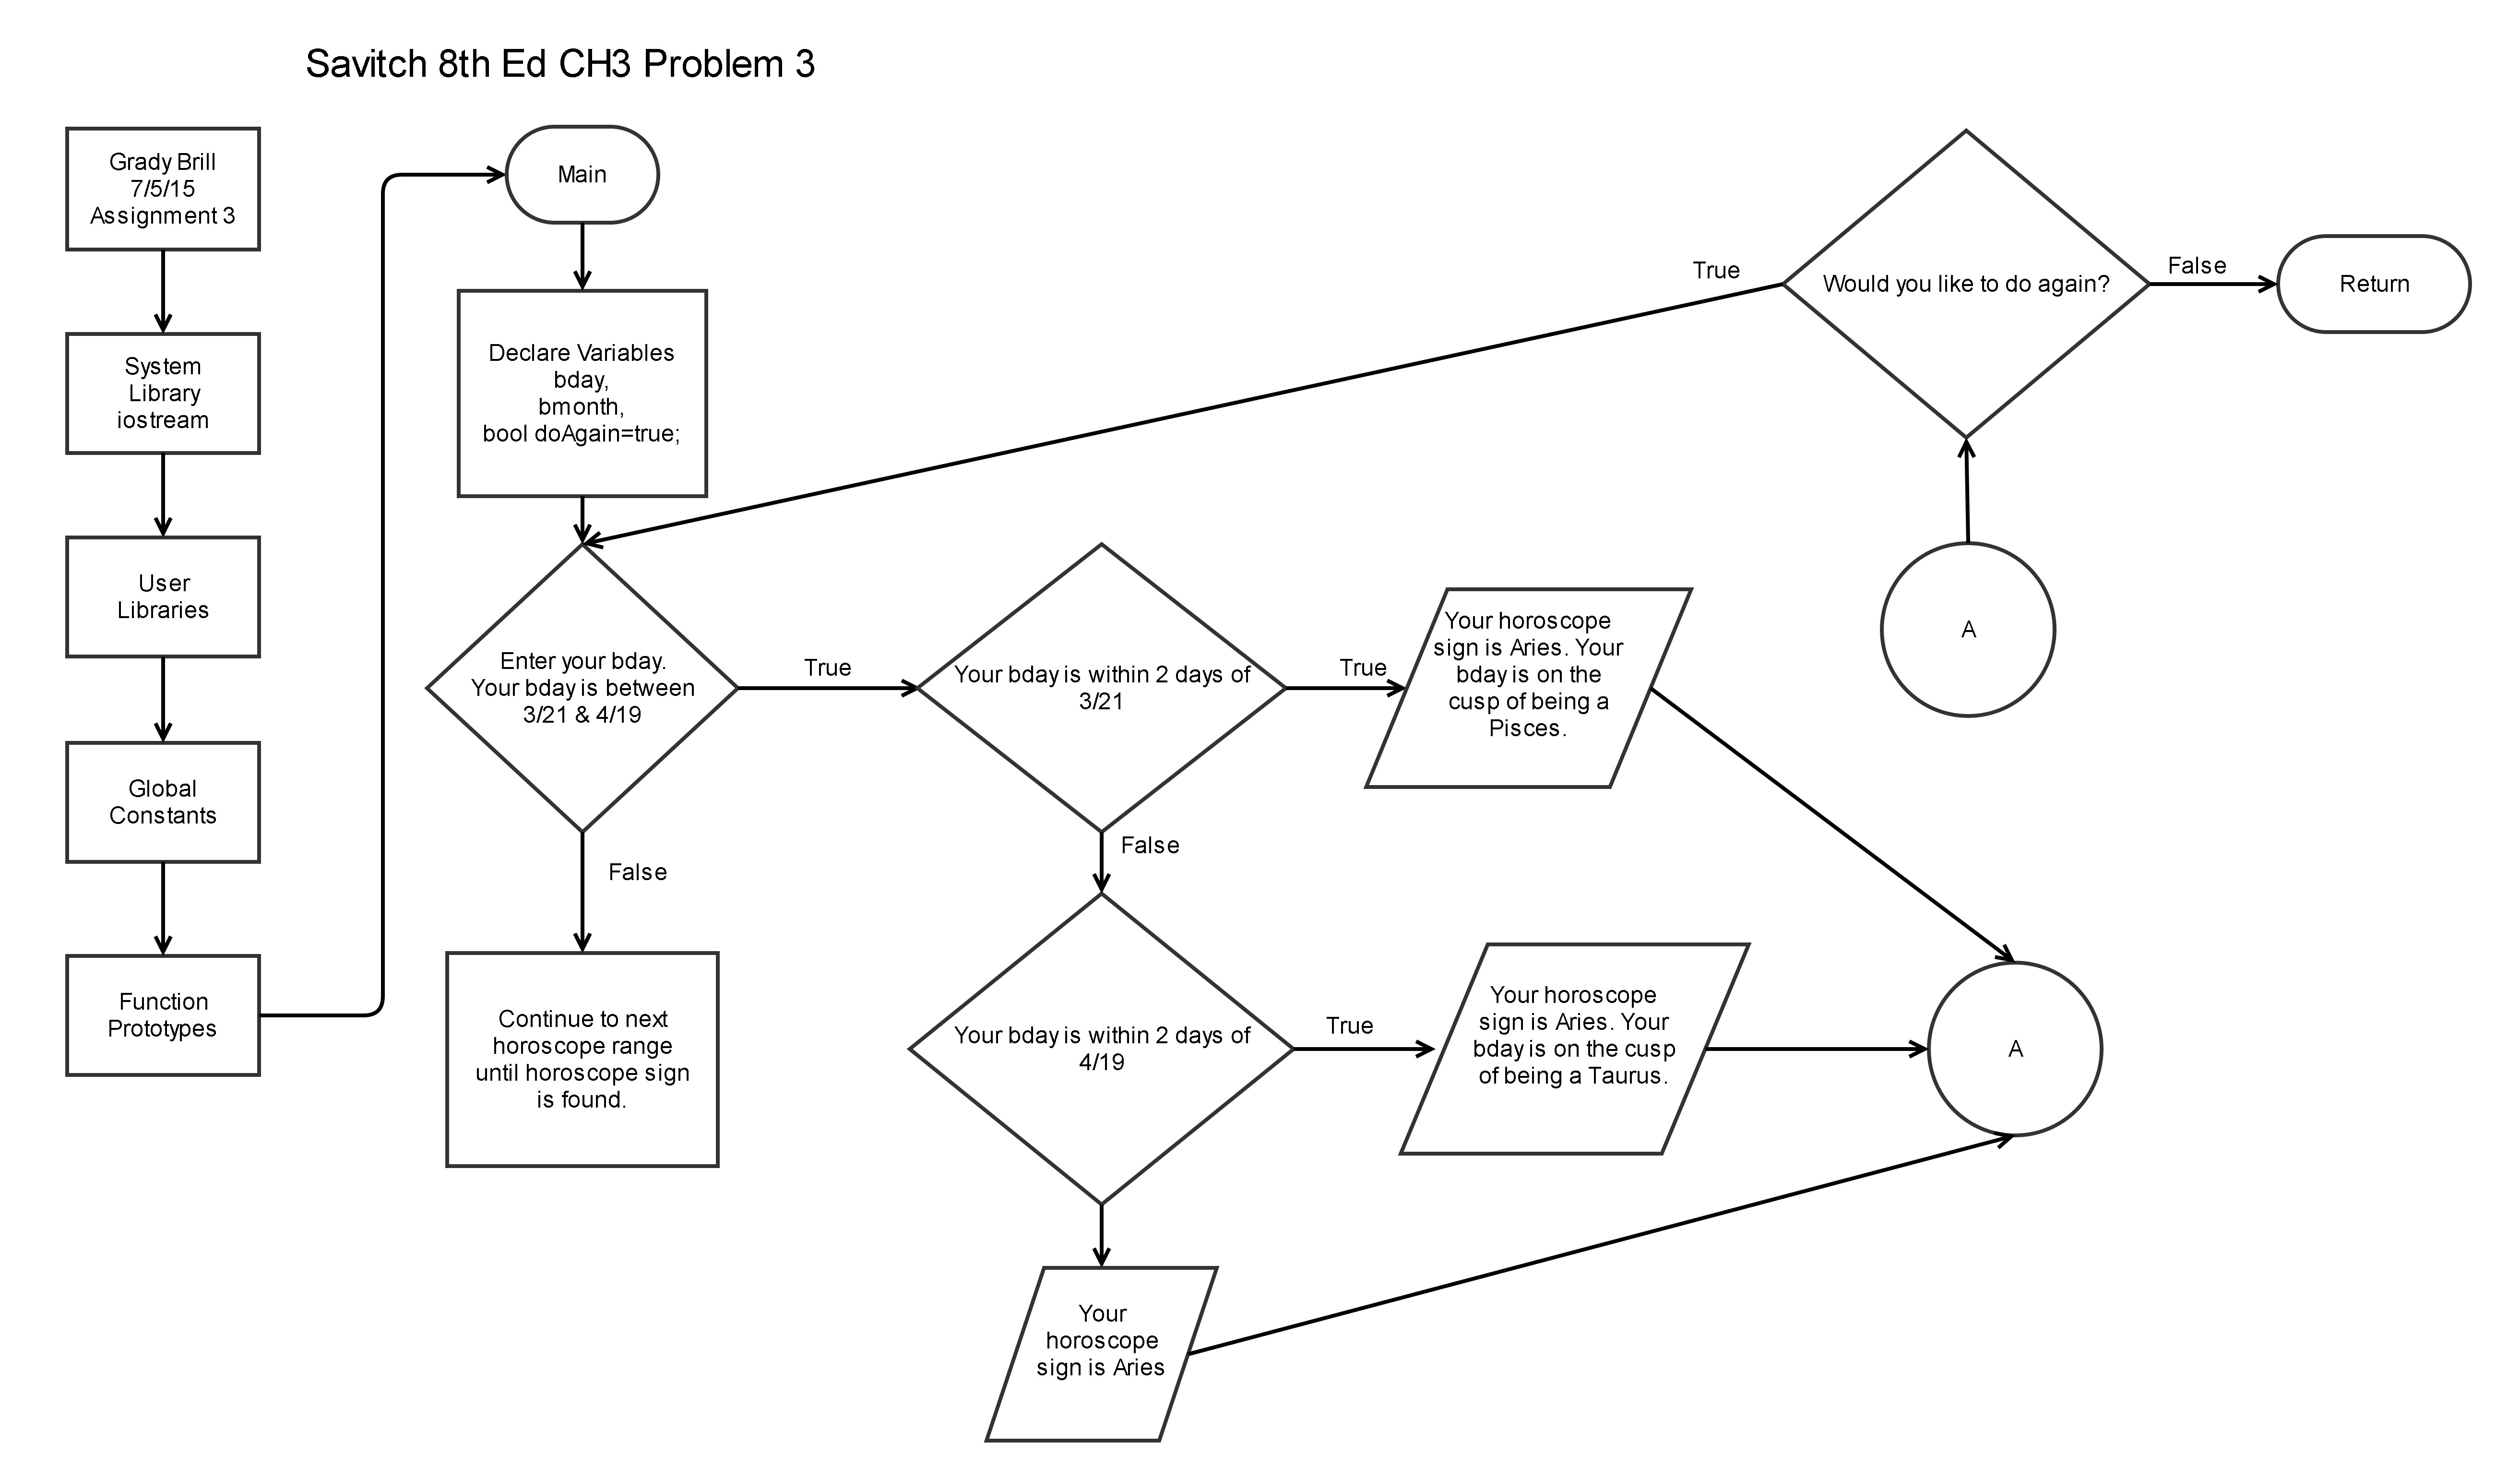 Savitch 8th Ed CH3 Problem 3
Grady Brill
7/5/15
Assignment 3
System
Library
iostream
User
Libraries
Global
Constants
Function
Prototypes
Main
Declare Variables
bday,
bmonth,
bool doAgain=true;
Enter your bday.
Your bday is between
3/21 & 4/19
True
False
Continue to next
horoscope range
until horoscope sign
is found.
Your bday is within 2 days of
3/21
True
False
Your horoscope
sign is Aries. Your
bday is on the
cusp of being a
Pisces.
Your bday is within 2 days of
4/19
True
Your horoscope
sign is Aries. Your
bday is on the cusp
of being a Taurus.
Your
horoscope
sign is Aries
A
A
Would you like to do again?
True
False
Return